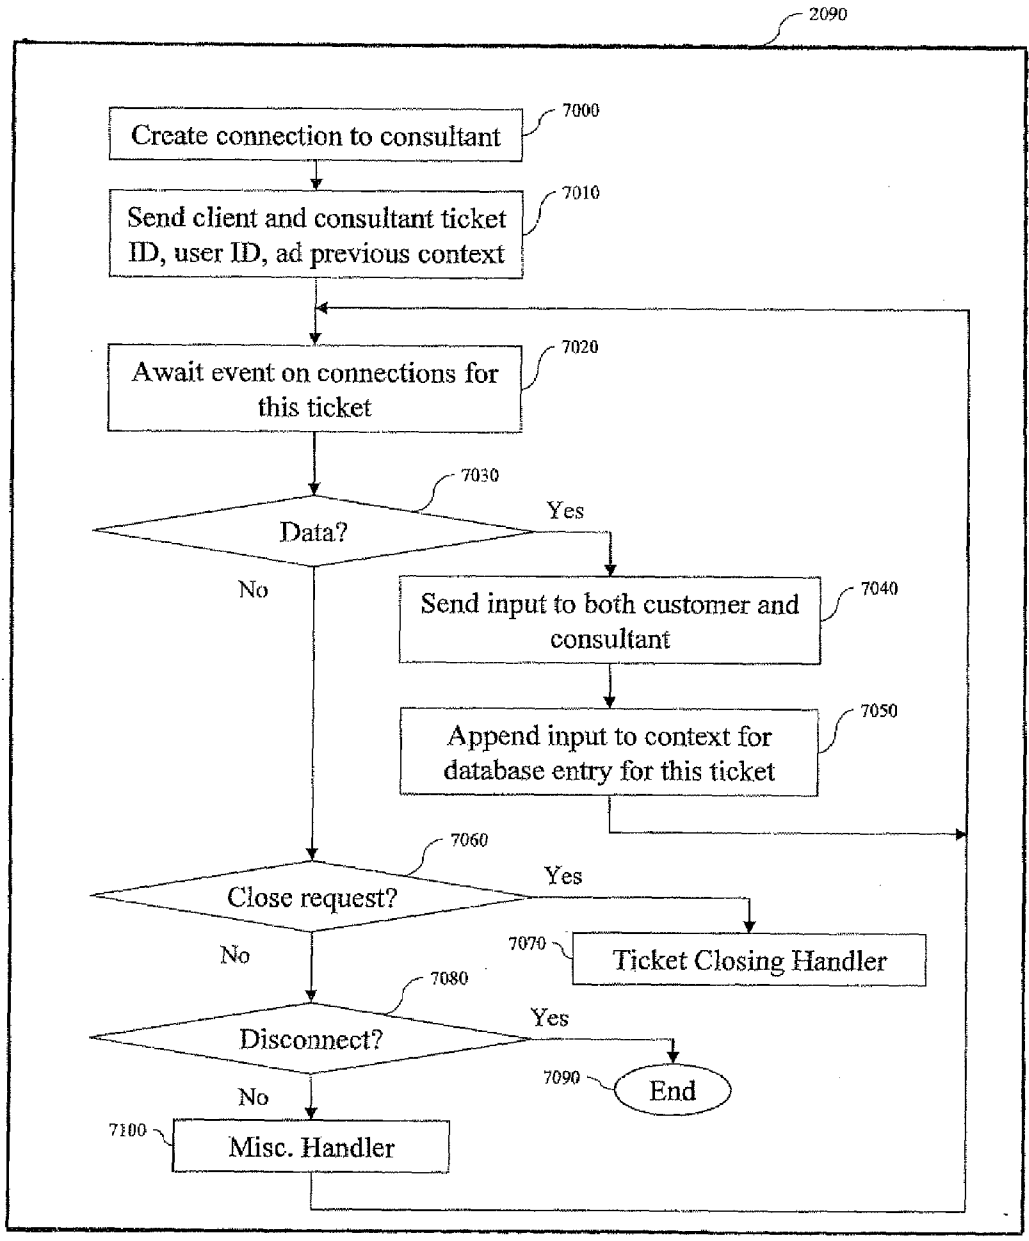 2090
7000
Create connection to consultant
7010
Send client and consultant ticket
ID, user ID, ad previous context
7020
Await event on connections for
this ticket
7030
Data?
Yes
No
7040
Send input to both customer and
consultant
7050
Append input to context for
database entry for this ticket
7060
Close request?
Yes
No
7070
Ticket Closing Handler
7080
Disconnect?
Yes
No
7090
End
7100
Misc. Handler